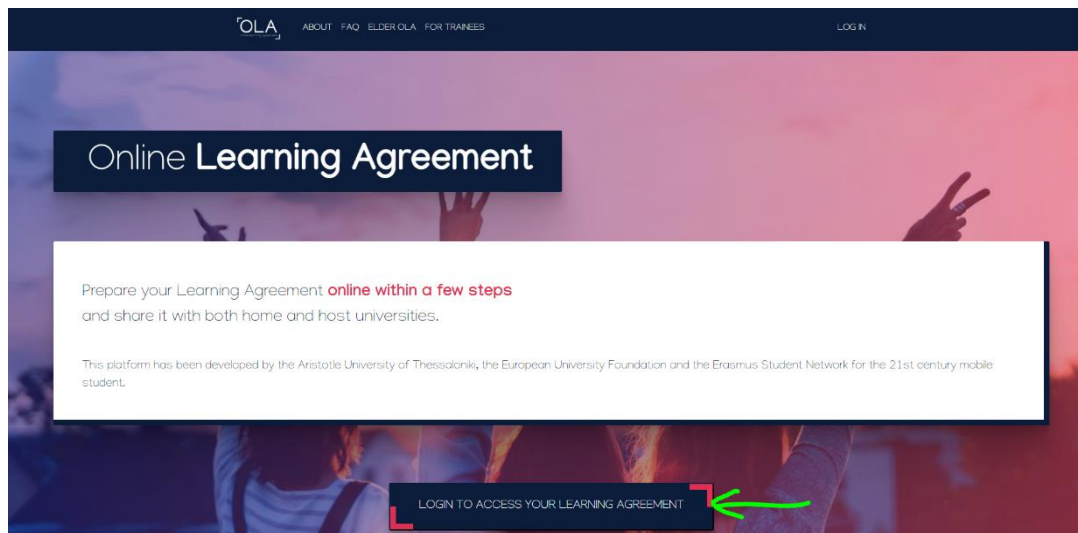 OLA
ABOUT FAQ ELDER OLA FOR TRAINEES
LOG IN
Online Learning Agreement
Prepare your Learning Agreement online within a few steps
and share it with both home and host universities.
This platform has been developed by the Aristotle University of Thessaloniki, the European University Foundation and the Erasmus Student Network for the 21st century mobile
student.
LOGIN TO ACCESS YOUR LEARNING AGREEMENT